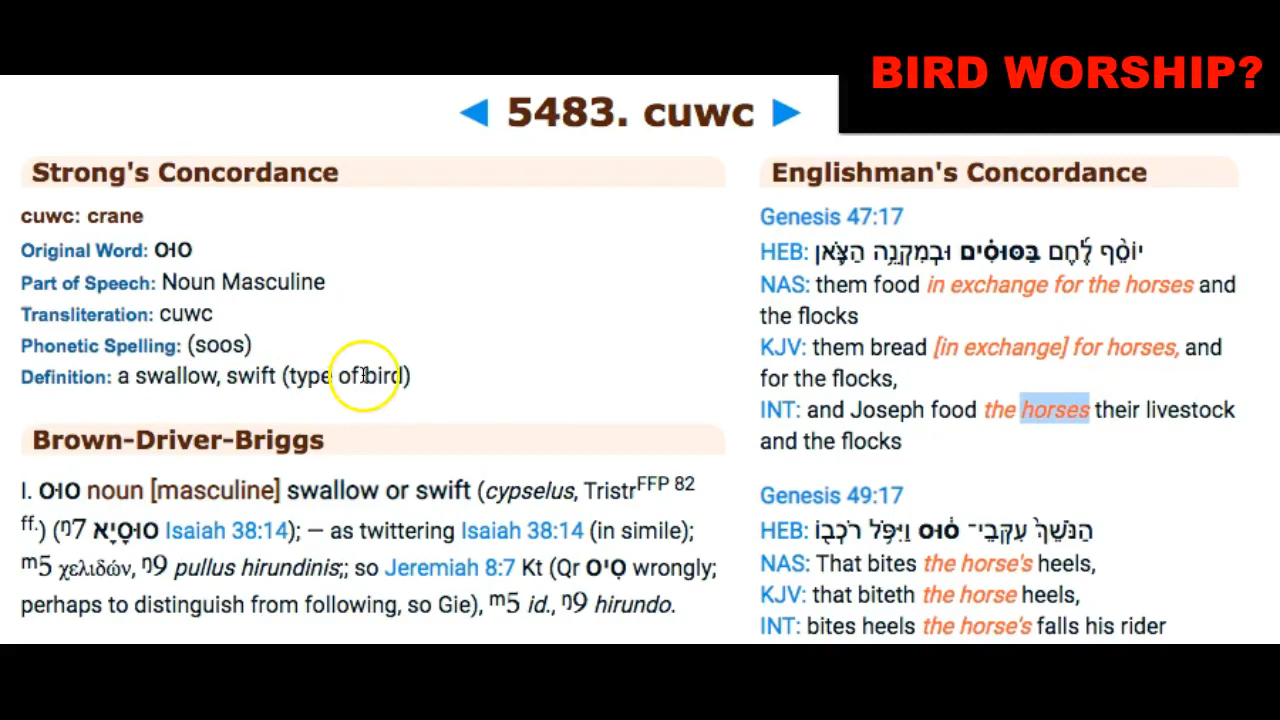 BIRD WORSHIP?
◀ 5483. cuwc ▶
Strong's Concordance
cuwc: crane
Original Word: סוּס
Part of Speech: Noun Masculine
Transliteration: cuwc
Phonetic Spelling: (soos)
Definition: a swallow, swift (type of bird)
Brown-Driver-Briggs
I. סוּס noun [masculine] swallow or swift (cypselus, Tristr FFP 82
ff.) (ᑎ7 סוּסָיָא Isaiah 38:14); — as twittering Isaiah 38:14 (in simile);
ᵐ5 χελιδών, ᑎ9 pullus hirundinis;; so Jeremiah 8:7 Kt (Qr סִיס wrongly;
perhaps to distinguish from following, so Gie), ᵐ5 id., ᑎ9 hirundo.
Englishman's Concordance
Genesis 47:17
HEB: יוֹסֵ֜ף לֶ֣חֶם בַּסּוּסִ֗ים וּבְמִקְנֵ֥ה הַצֹּ֛אן
NAS: them food in exchange for the horses and
the flocks
KJV: them bread [in exchange] for horses, and
for the flocks,
INT: and Joseph food the horses their livestock
and the flocks
Genesis 49:17
HEB: הַנֹּשֵׁךְ֙ עִקְּבֵי־ ס֔וּס וַיִּפֹּ֥ל רֹכְב֖וֹ
NAS: That bites the horse's heels,
KJV: that biteth the horse heels,
INT: bites heels the horse's falls his rider